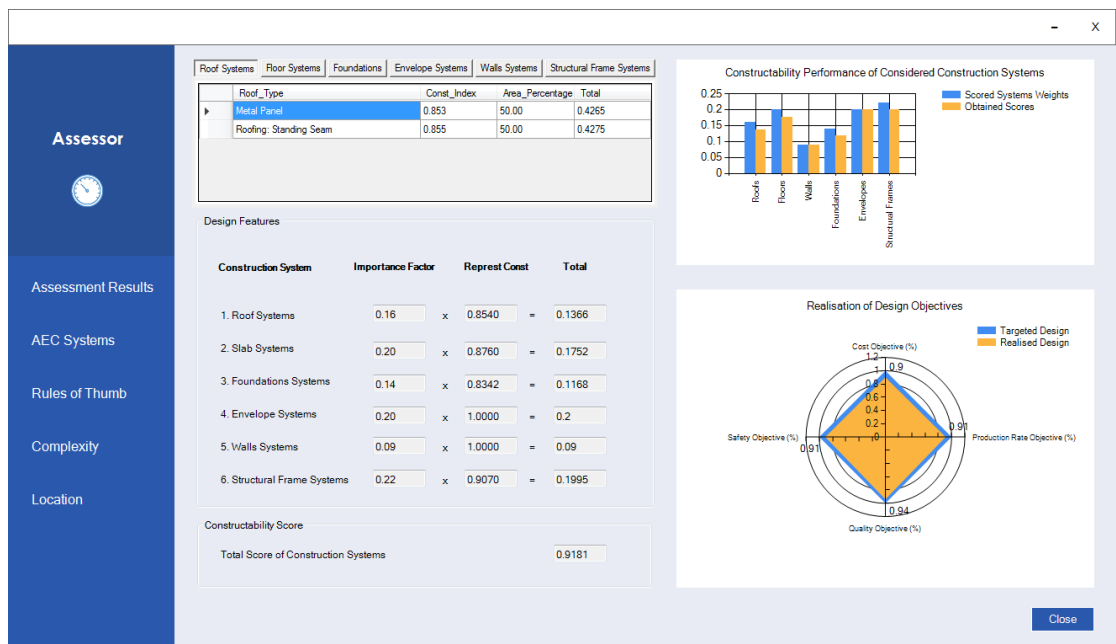 - X
Assessor
Assessment Results
AEC Systems
Rules of Thumb
Complexity
Location
Roof Systems Floor Systems Foundations Envelope Systems Walls Systems Structural Frame Systems
Roof_Type Const_Index Area_Percentage Total
Metal Panel 0.853 50.00 0.4265
Roofing: Standing Seam 0.855 50.00 0.4275
Design Features
Construction System Importance Factor Represt Const Total
1. Roof Systems 0.16 x 0.8540 = 0.1366
2. Slab Systems 0.20 x 0.8760 = 0.1752
3. Foundations Systems 0.14 x 0.8342 = 0.1168
4. Envelope Systems 0.20 x 1.0000 = 0.2
5. Walls Systems 0.09 x 1.0000 = 0.09
6. Structural Frame Systems 0.22 x 0.9070 = 0.1995
Constructability Score
Total Score of Construction Systems 0.9181
Constructability Performance of Considered Construction Systems
Scored Systems Weights
Obtained Scores
0.25
0.2
0.15
0.1
0.05
0
Roofs
Floors
Walls
Foundations
Envelopes
Structural Frames
Realisation of Design Objectives
Targeted Design
Realised Design
Cost Objective (%)
1.2
1
0.9
0.8
0.6
0.4
0.2
0
0.91
Safety Objective (%)
Production Rate Objective (%)
0.91
0.94
Quality Objective (%)
Close